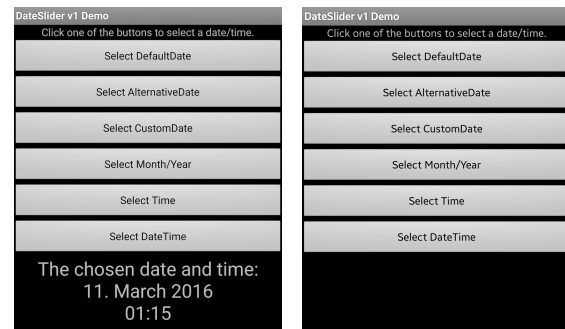 DateSlider v1 Demo
Click one of the buttons to select a date/time.
Select DefaultDate
Select AlternativeDate
Select CustomDate
Select Month/Year
Select Time
Select DateTime
The chosen date and time:
11. March 2016
01:15
DateSlider v1 Demo
Click one of the buttons to select a date/time.
Select DefaultDate
Select AlternativeDate
Select CustomDate
Select Month/Year
Select Time
Select DateTime